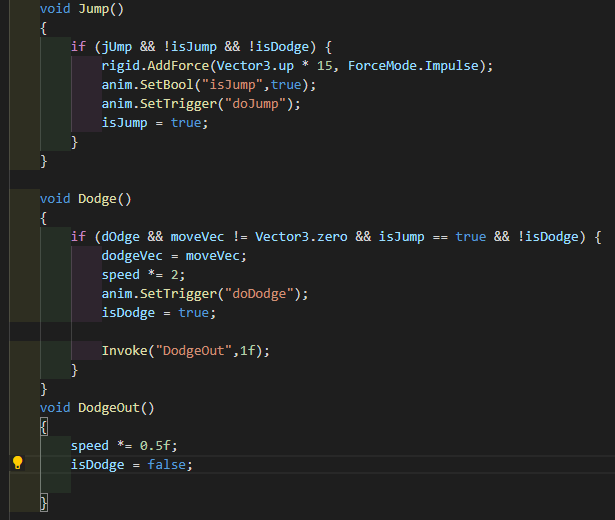 void Jump()
{
if (jUmp && !isJump && !isDodge) {
rigid.AddForce(Vector3.up * 15, ForceMode.Impulse);
anim.SetBool("isJump",true);
anim.SetTrigger("doJump");
isJump = true;
}
}
void Dodge()
{
if (dOdge && moveVec != Vector3.zero && isJump == true && !isDodge) {
dodgeVec = moveVec;
speed *= 2;
anim.SetTrigger("doDodge");
isDodge = true;
Invoke("DodgeOut",1f);
}
}
void DodgeOut()
{
speed *= 0.5f;
isDodge = false;
}